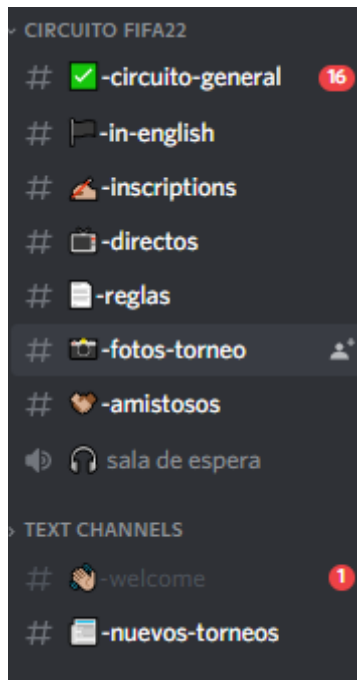 CIRCUITO FIFA22
# ✅-circuito-general 16
# 🏴-in-english
# ✍🏼-inscriptions
# 📺-directos
# 📄-reglas
# 📷-fotos-torneo
# 🤝🏼-amistosos
🎧 sala de espera
TEXT CHANNELS
# 👋🏼-welcome 1
# 📰-nuevos-torneos